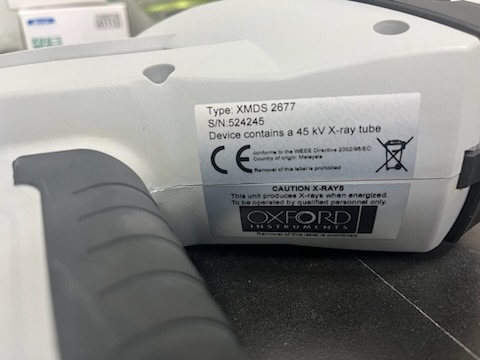 Type: XMDS 2677
S/N:524245
Device contains a 45 kV X-ray tube
CE
conforms to the WEEE Directive 2002/96/EC
Country of origin: Malaysia
Removal of this label is prohibited
CAUTION X-RAYS
This unit produces X-rays when energized.
To be operated by qualified personnel only.
OXFORD
INSTRUMENTS
Removal of this label is prohibited